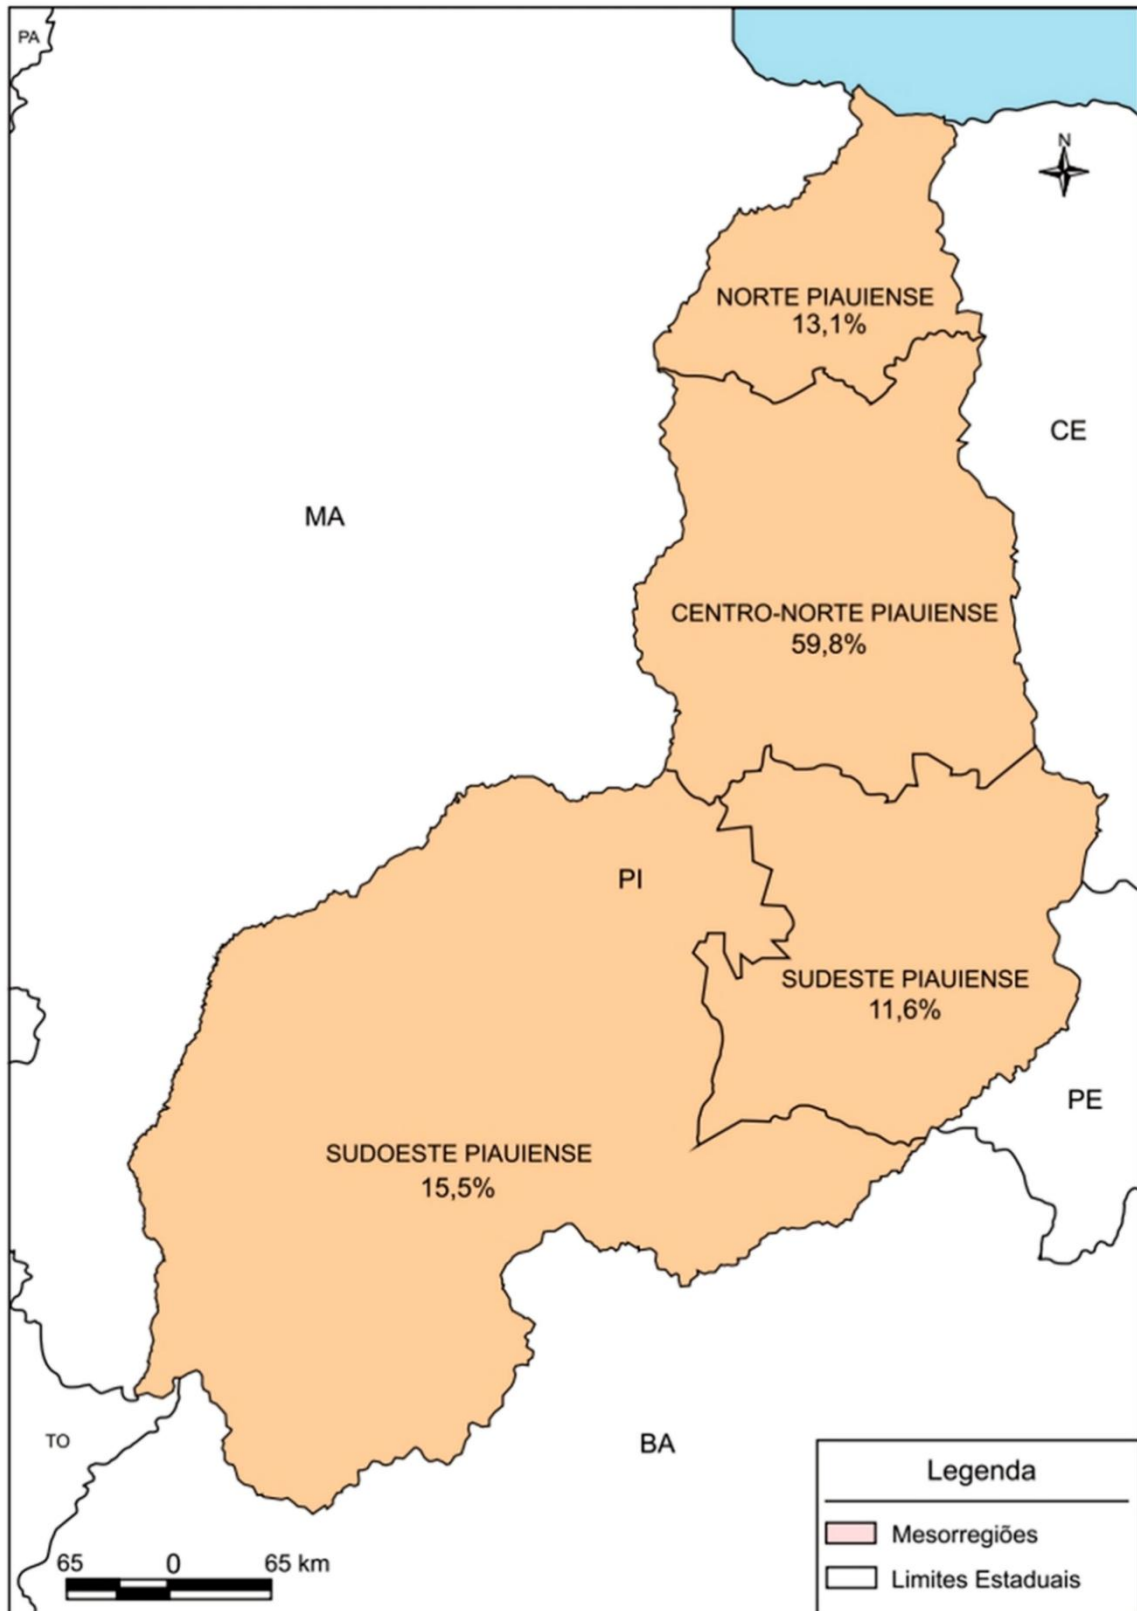 PA
N
NORTE PIAUIENSE
13,1%
CE
MA
CENTRO-NORTE PIAUIENSE
59,8%
PI
SUDESTE PIAUIENSE
11,6%
PE
SUDOESTE PIAUIENSE
15,5%
TO
BA
Legenda
Mesorregiões
Limites Estaduais
65 0 65 km